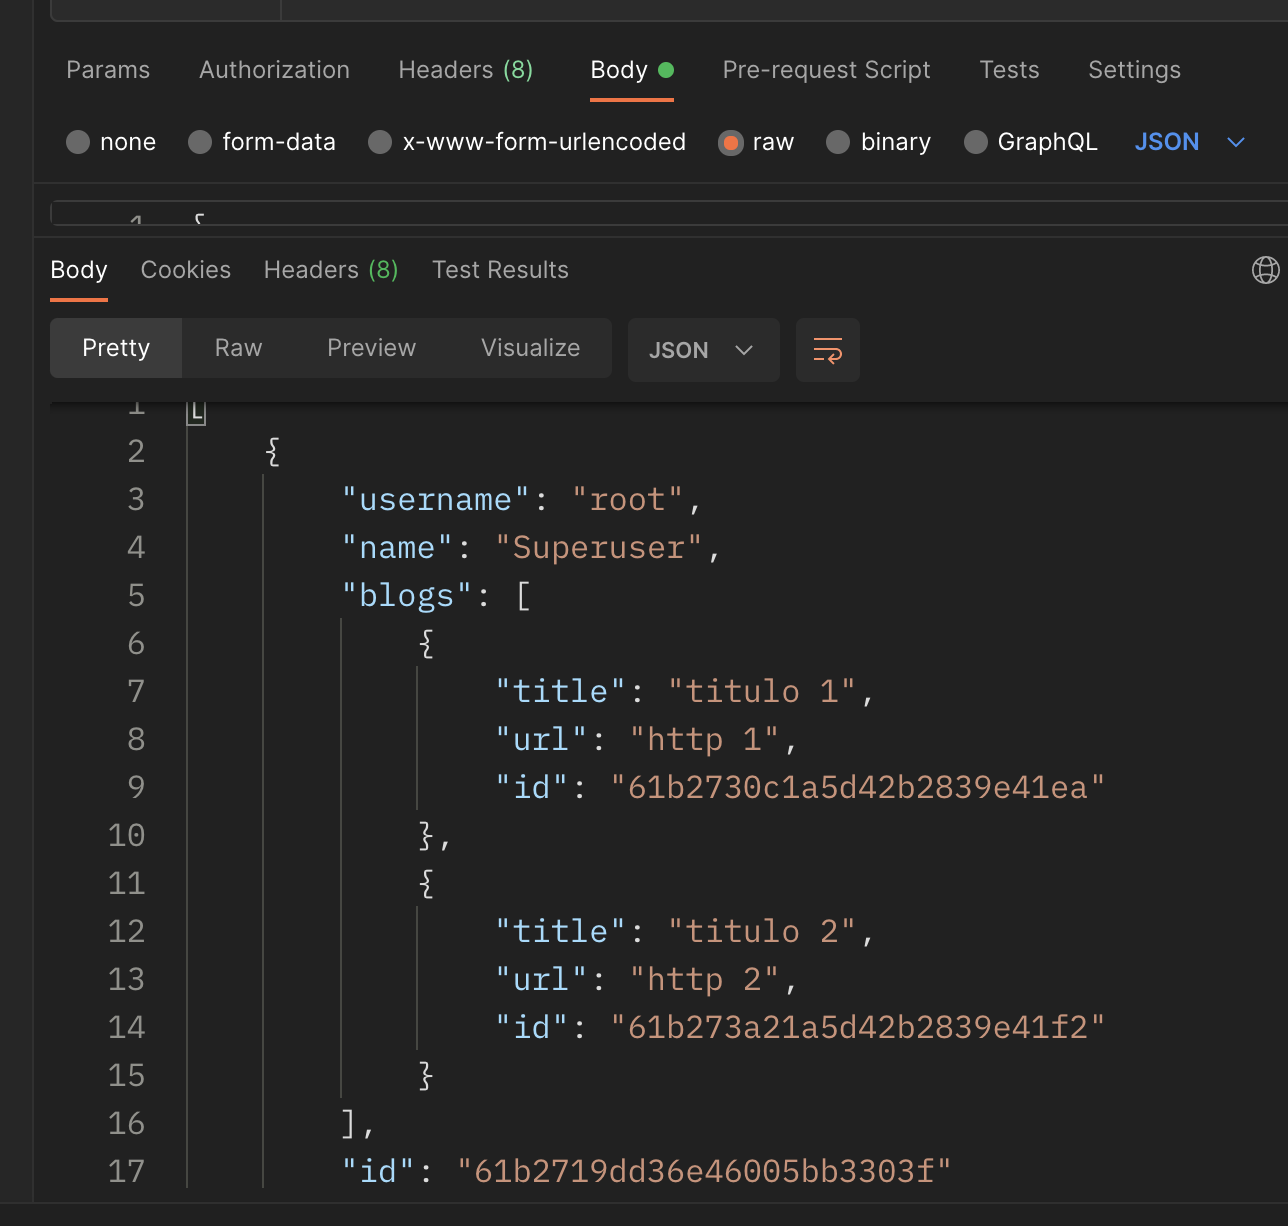 Params Authorization Headers (8) Body Pre-request Script Tests Settings
none form-data x-www-form-urlencoded raw binary GraphQL JSON
1 {
Body Cookies Headers (8) Test Results
Pretty Raw Preview Visualize JSON
1 [
2 {
3 "username": "root",
4 "name": "Superuser",
5 "blogs": [
6 {
7 "title": "titulo 1",
8 "url": "http 1",
9 "id": "61b2730c1a5d42b2839e41ea"
10 },
11 {
12 "title": "titulo 2",
13 "url": "http 2",
14 "id": "61b273a21a5d42b2839e41f2"
15 }
16 ],
17 "id": "61b2719dd36e46005bb3303f"